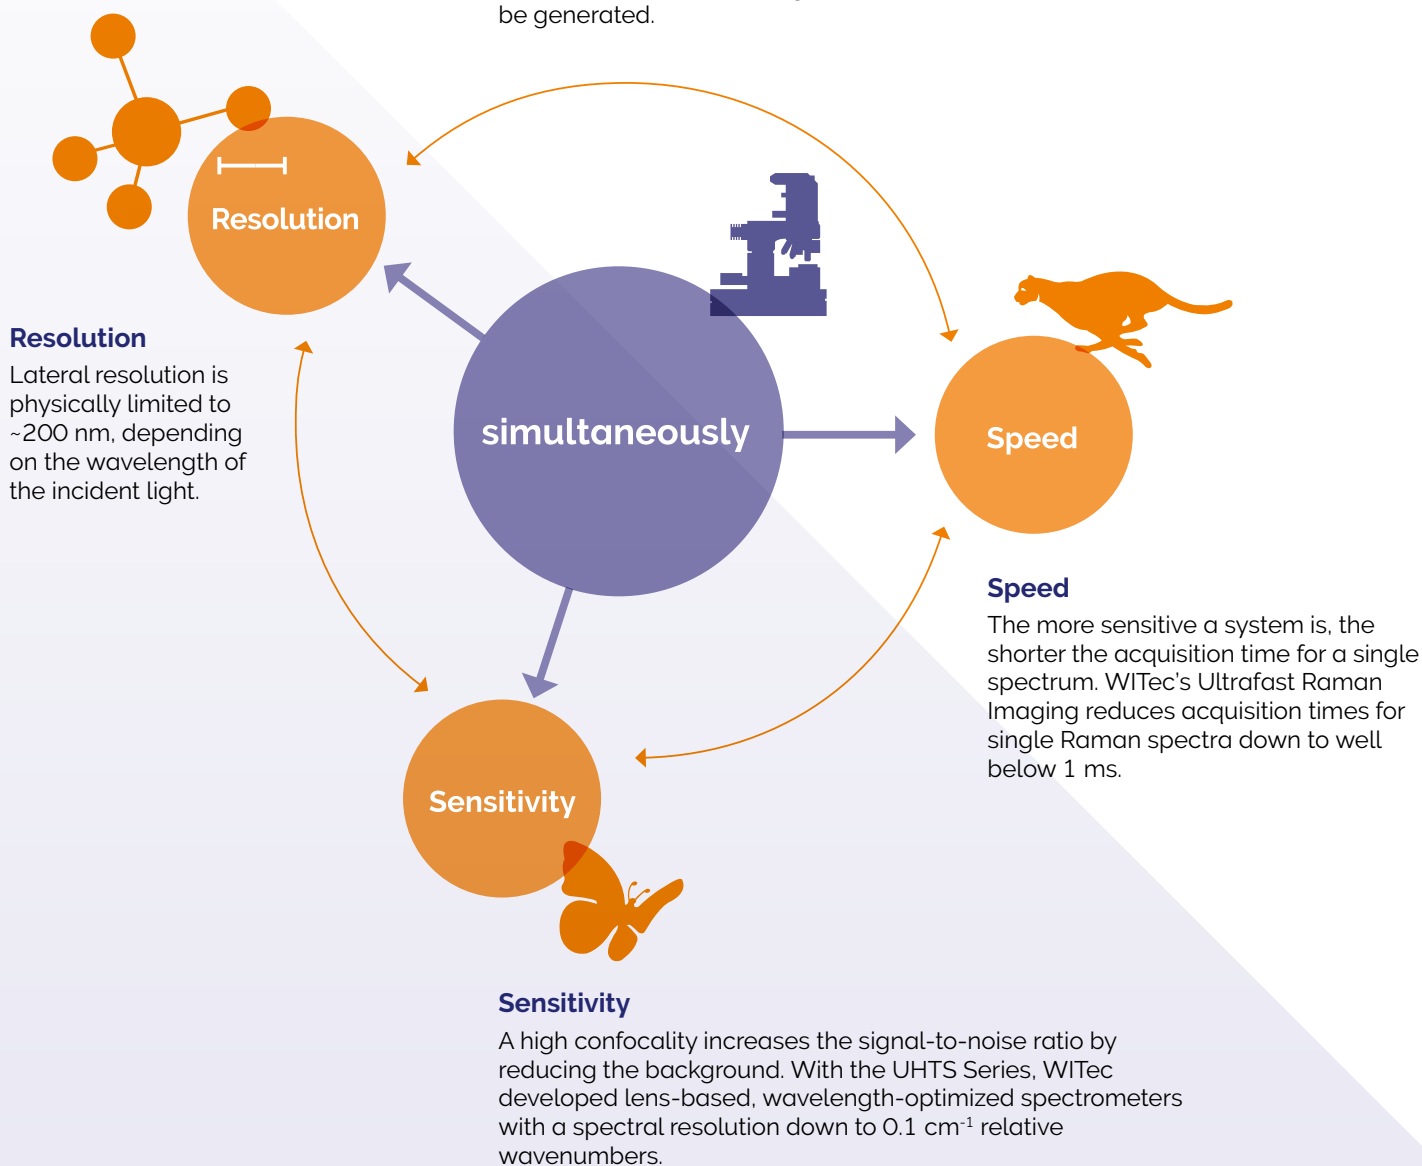 be generated.
Resolution
simultaneously
Speed
Sensitivity
Resolution
Lateral resolution is
physically limited to
~200 nm, depending
on the wavelength of
the incident light.
Speed
The more sensitive a system is, the
shorter the acquisition time for a single
spectrum. WITec’s Ultrafast Raman
Imaging reduces acquisition times for
single Raman spectra down to well
below 1 ms.
Sensitivity
A high confocality increases the signal-to-noise ratio by
reducing the background. With the UHTS Series, WITec
developed lens-based, wavelength-optimized spectrometers
with a spectral resolution down to 0.1 cm⁻¹ relative
wavenumbers.